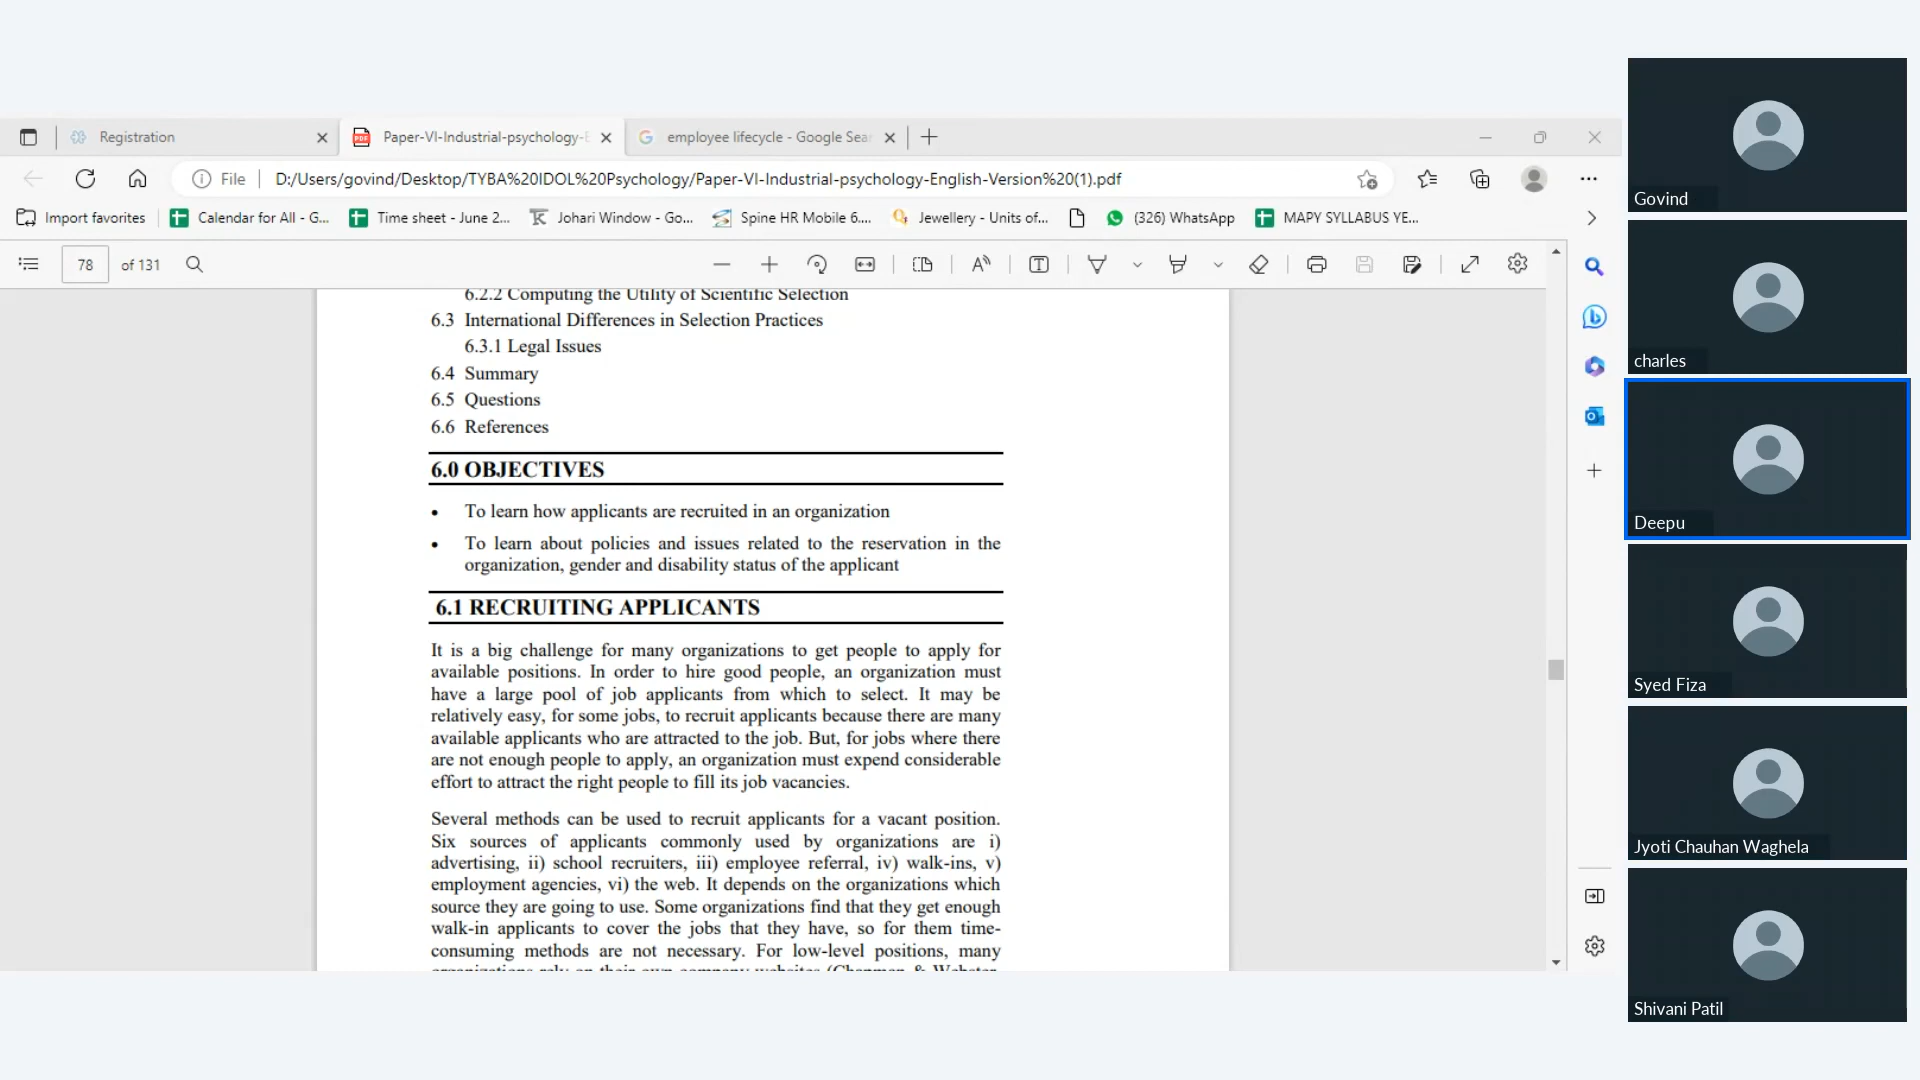 Registration
Paper-VI-Industrial-psychology-E
employee lifecycle - Google Sear
File
D:/Users/govind/Desktop/TYBA%20IDOL%20Psychology/Paper-VI-Industrial-psychology-English-Version%20(1).pdf
Import favorites
Calendar for All - G...
Time sheet - June 2...
Johari Window - Go...
Spine HR Mobile 6....
Jewellery - Units of...
(326) WhatsApp
MAPY SYLLABUS YE...
78 of 131
6.2.2 Computing the Utility of Scientific Selection
6.3 International Differences in Selection Practices
6.3.1 Legal Issues
6.4 Summary
6.5 Questions
6.6 References
6.0 OBJECTIVES
• To learn how applicants are recruited in an organization
• To learn about policies and issues related to the reservation in the
organization, gender and disability status of the applicant
6.1 RECRUITING APPLICANTS
It is a big challenge for many organizations to get people to apply for
available positions. In order to hire good people, an organization must
have a large pool of job applicants from which to select. It may be
relatively easy, for some jobs, to recruit applicants because there are many
available applicants who are attracted to the job. But, for jobs where there
are not enough people to apply, an organization must expend considerable
effort to attract the right people to fill its job vacancies.
Several methods can be used to recruit applicants for a vacant position.
Six sources of applicants commonly used by organizations are i)
advertising, ii) school recruiters, iii) employee referral, iv) walk-ins, v)
employment agencies, vi) the web. It depends on the organizations which
source they are going to use. Some organizations find that they get enough
walk-in applicants to cover the jobs that they have, so for them time-
consuming methods are not necessary. For low-level positions, many
organizations rely on their own company websites (Chapman & Webster,
Govind
charles
Deepu
Syed Fiza
Jyoti Chauhan Waghela
Shivani Patil